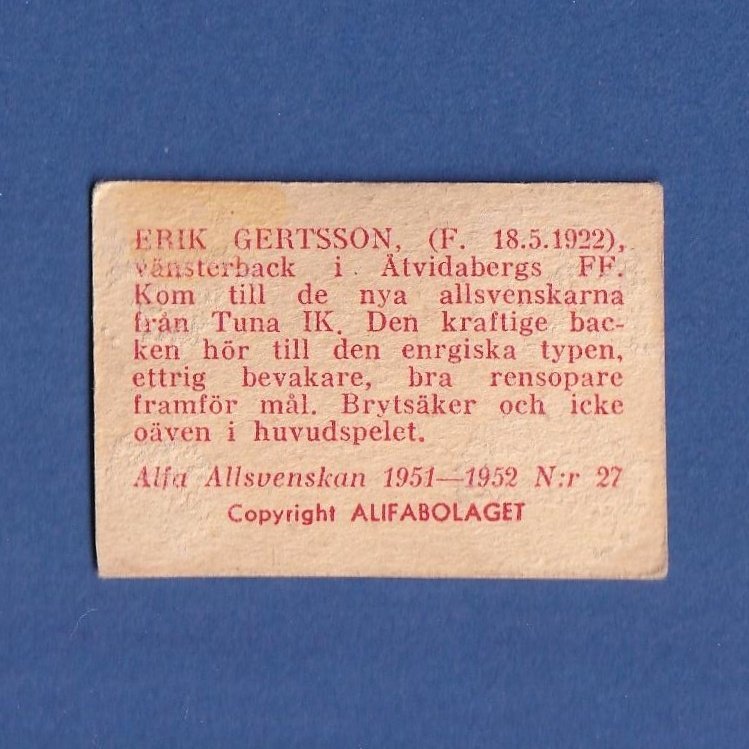 ERIK GERTSSON, (F. 18.5.1922),
vänsterback i Åtvidabergs FF.
Kom till de nya allsvenskarna
från Tuna IK. Den kraftige bac-
ken hör till den enrgiska typen,
ettrig bevakare, bra rensopare
framför mål. Brytsäker och icke
oäven i huvudspelet.
Alfa Allsvenskan 1951—1952 N:r 27
Copyright ALIFABOLAGET